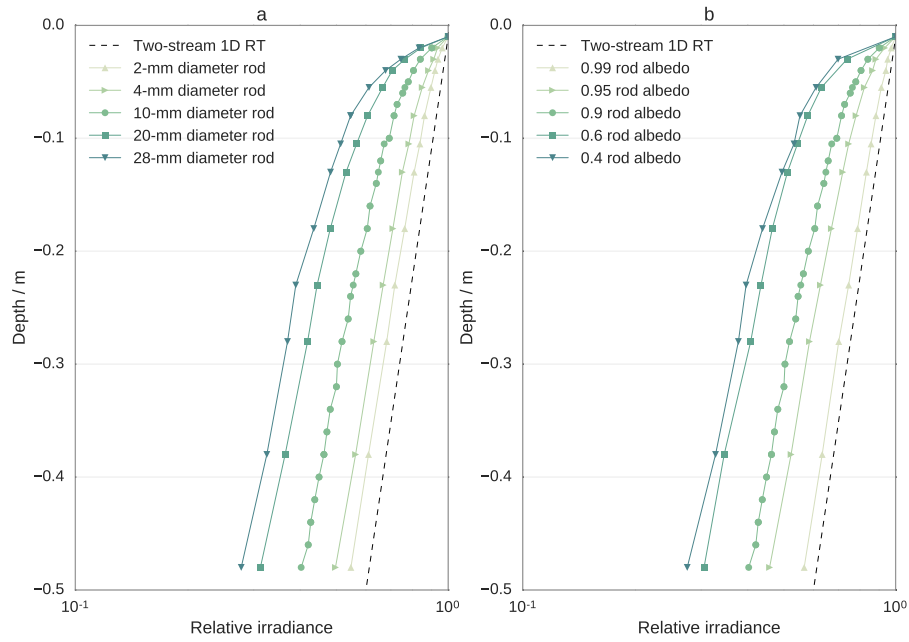 a
0.0
−0.1
−0.2
−0.3
−0.4
−0.5
Depth / m
Two-stream 1D RT
2-mm diameter rod
4-mm diameter rod
10-mm diameter rod
20-mm diameter rod
28-mm diameter rod
10⁻¹
10⁰
Relative irradiance
b
0.0
−0.1
−0.2
−0.3
−0.4
−0.5
Depth / m
Two-stream 1D RT
0.99 rod albedo
0.95 rod albedo
0.9 rod albedo
0.6 rod albedo
0.4 rod albedo
10⁻¹
10⁰
Relative irradiance